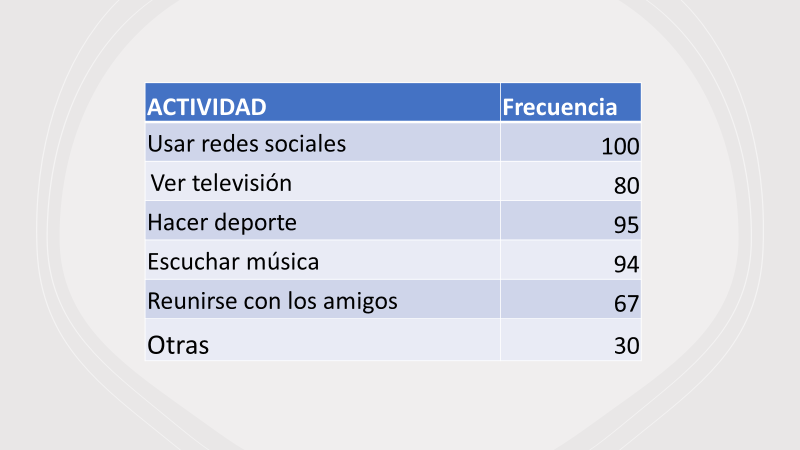 ACTIVIDAD Frecuencia
Usar redes sociales 100
Ver televisión 80
Hacer deporte 95
Escuchar música 94
Reunirse con los amigos 67
Otras 30